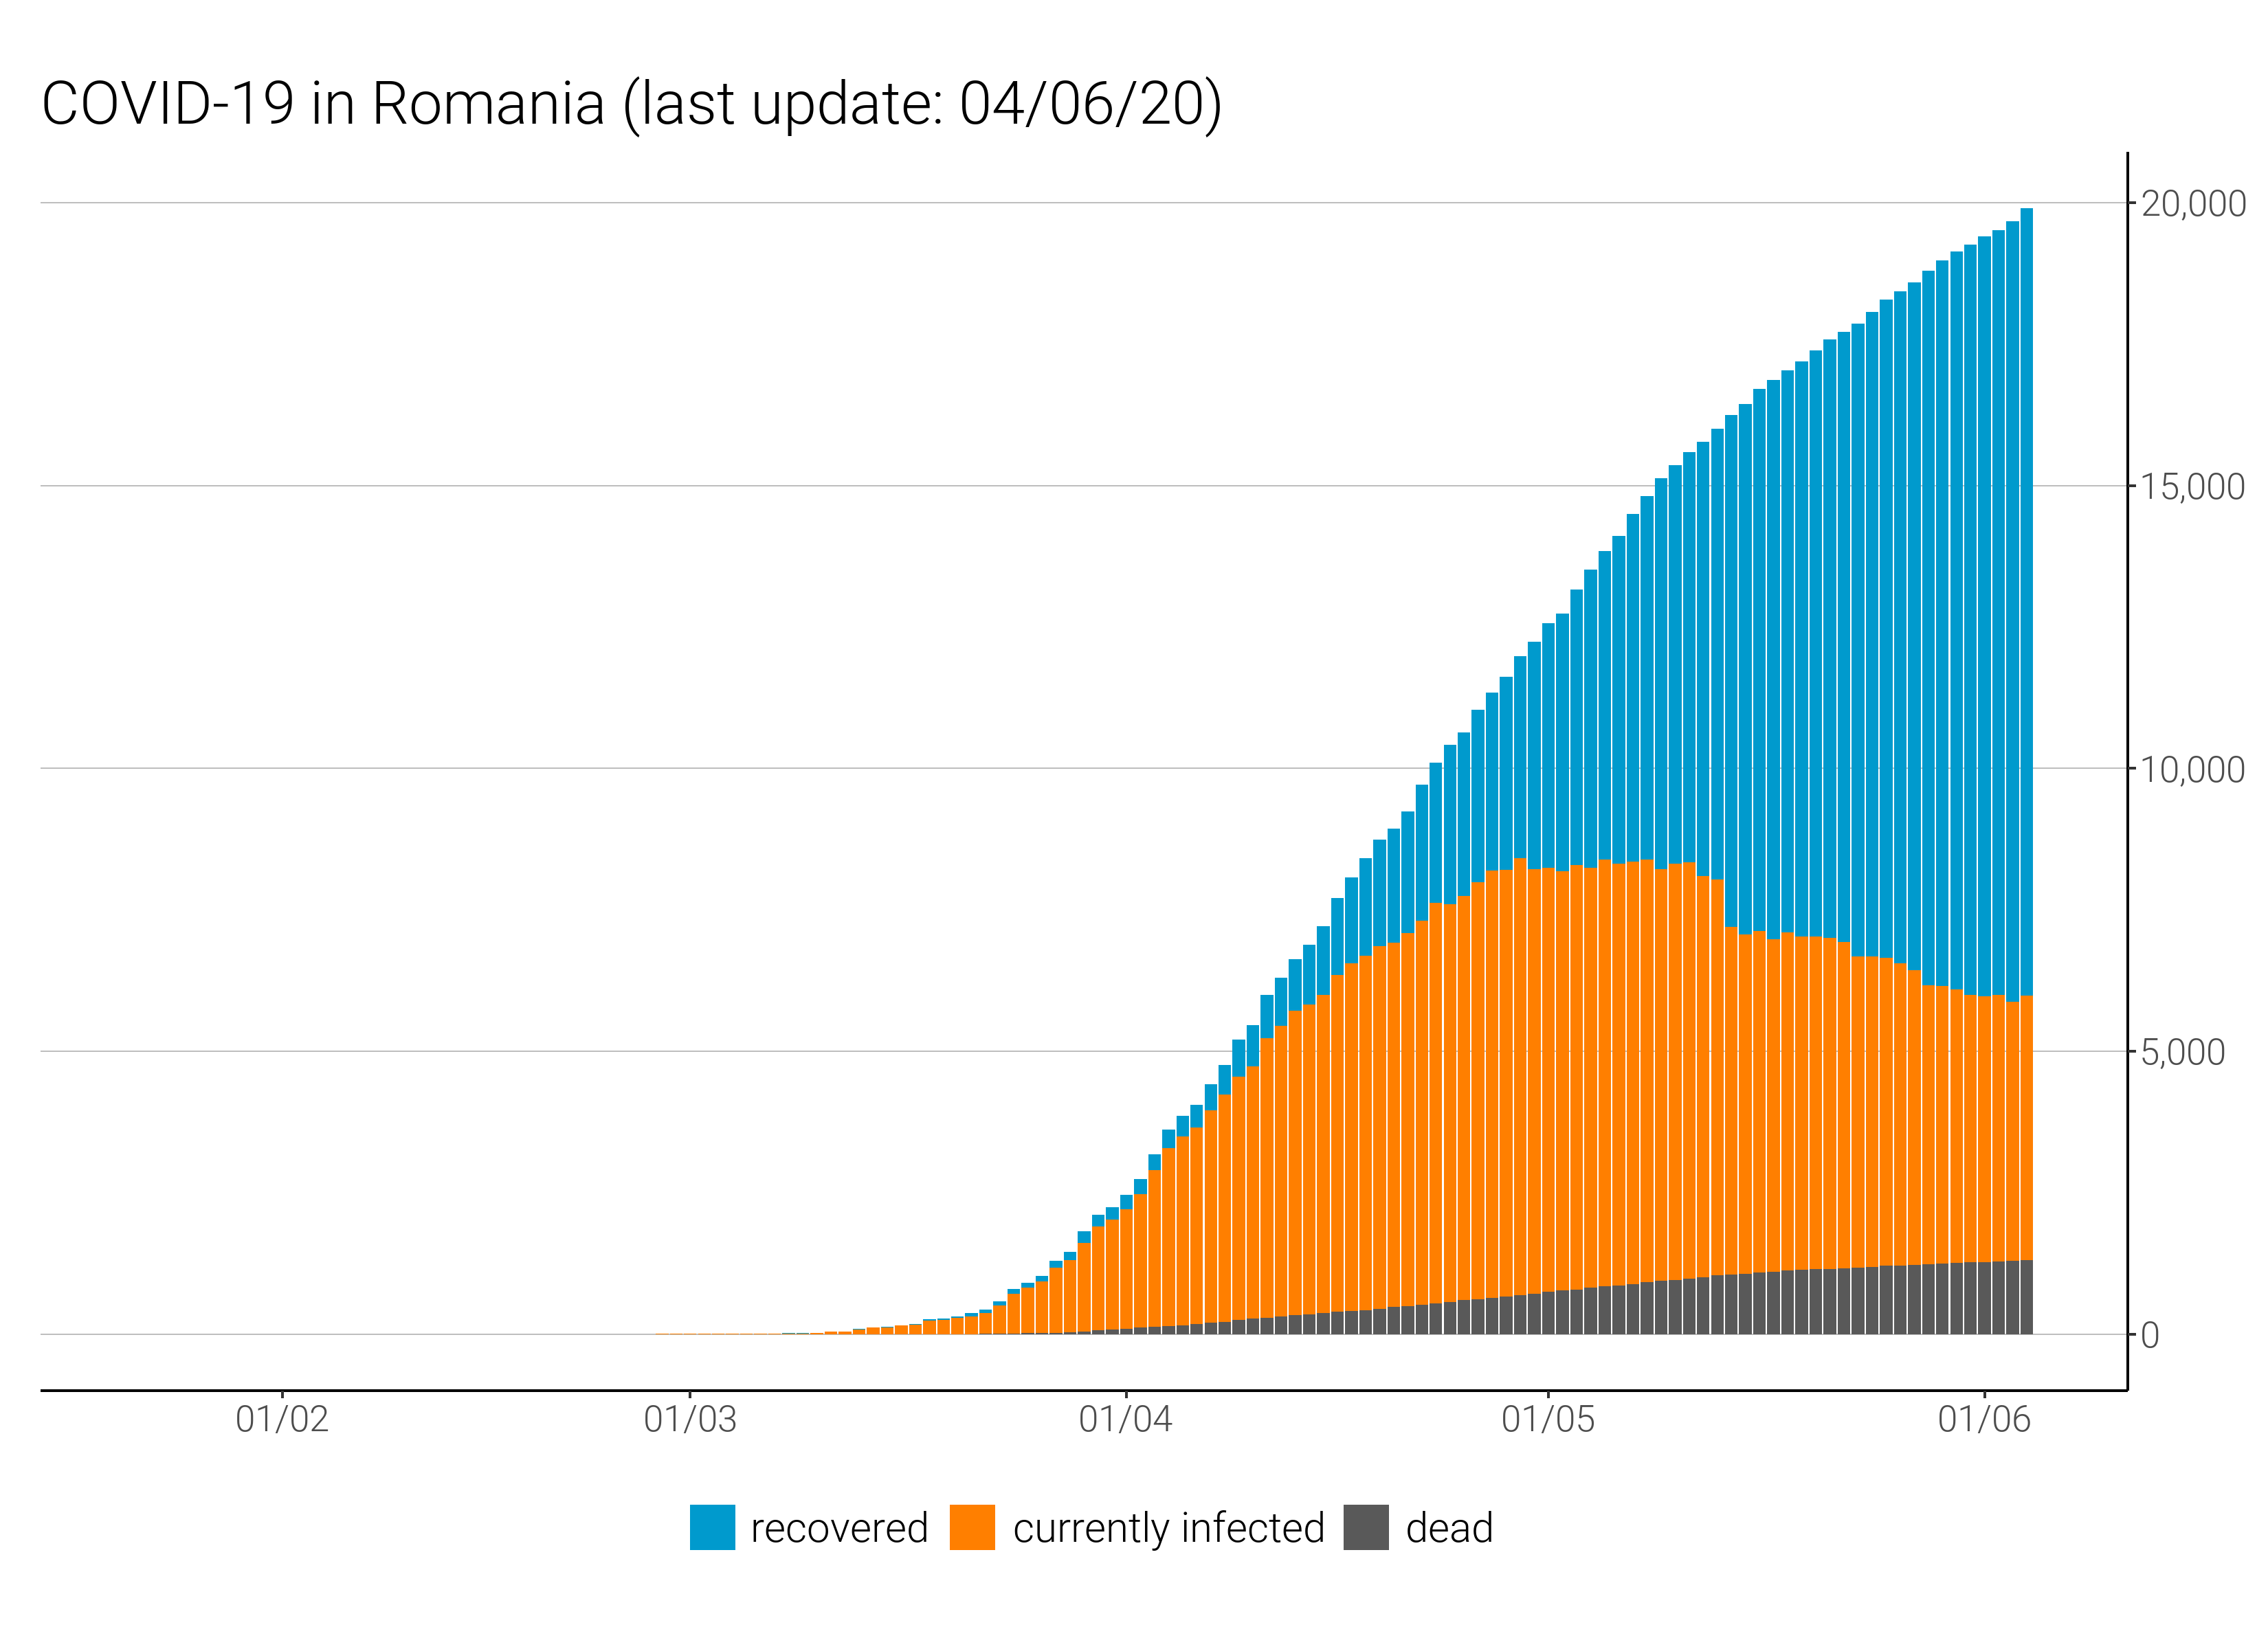 COVID-19 in Romania (last update: 04/06/20)
20,000
15,000
10,000
5,000
0
01/02 01/03 01/04 01/05 01/06
recovered currently infected dead